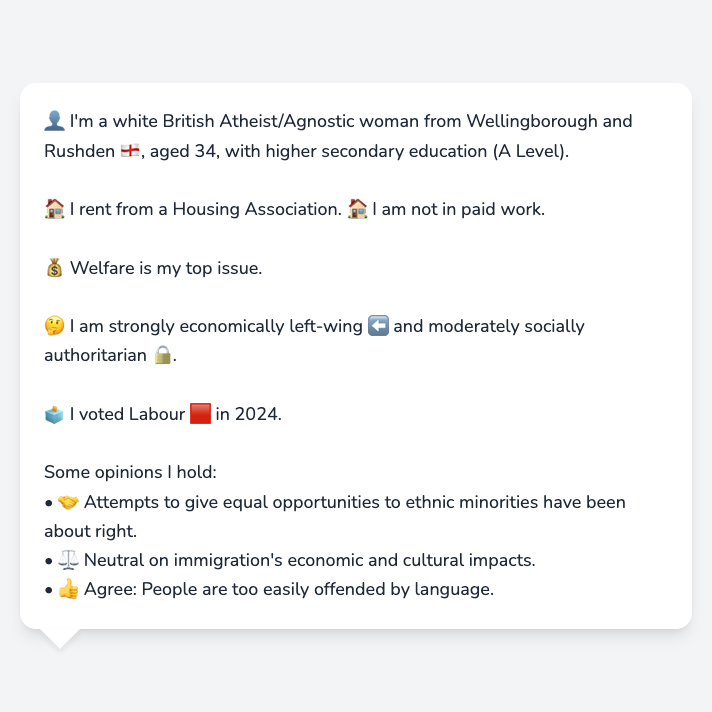 👤 I'm a white British Atheist/Agnostic woman from Wellingborough and
Rushden 🏴󠁧󠁢󠁥󠁮󠁧󠁿, aged 34, with higher secondary education (A Level).
🏠 I rent from a Housing Association. 🏠 I am not in paid work.
💰 Welfare is my top issue.
🤔 I am strongly economically left-wing ⬅️ and moderately socially
authoritarian 🔒.
🗳️ I voted Labour 🟥 in 2024.
Some opinions I hold:
• 🤝 Attempts to give equal opportunities to ethnic minorities have been
about right.
• ⚖️ Neutral on immigration's economic and cultural impacts.
• 👍 Agree: People are too easily offended by language.